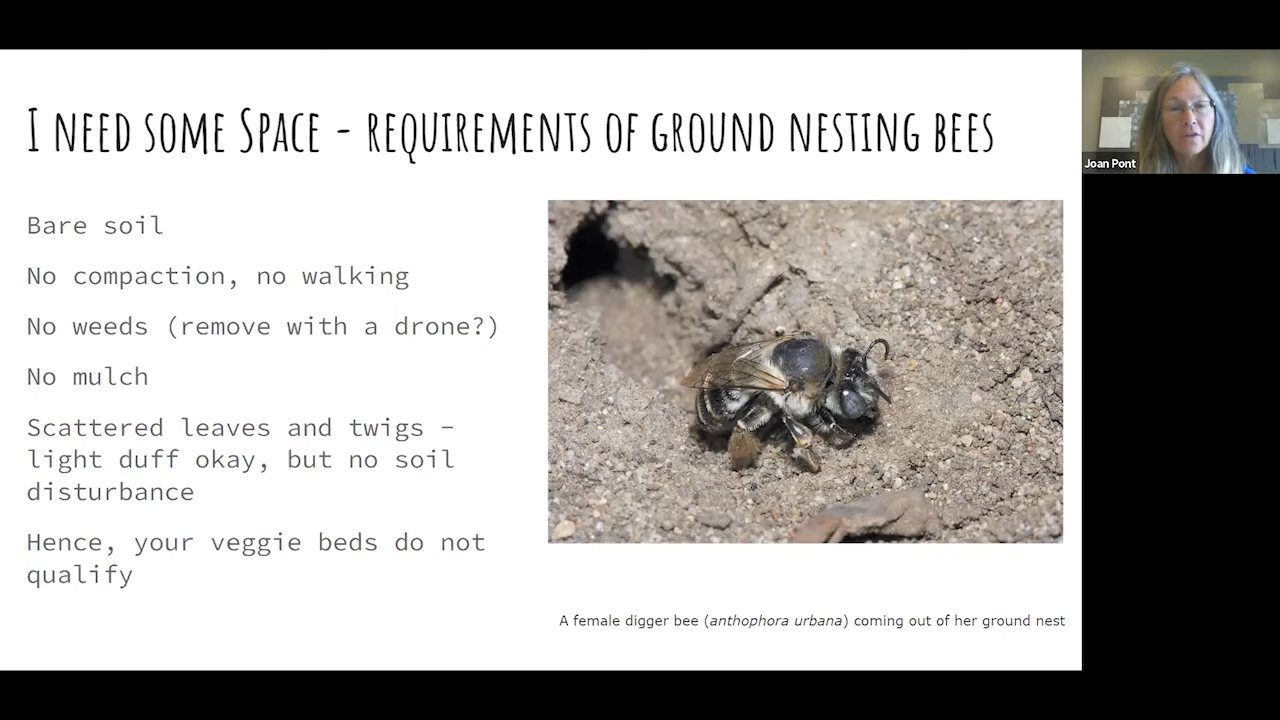 I need some Space - requirements of ground nesting bees
Joan Pont
Bare soil
No compaction, no walking
No weeds (remove with a drone?)
No mulch
Scattered leaves and twigs -
light duff okay, but no soil
disturbance
Hence, your veggie beds do not
qualify
A female digger bee (anthophora urbana) coming out of her ground nest